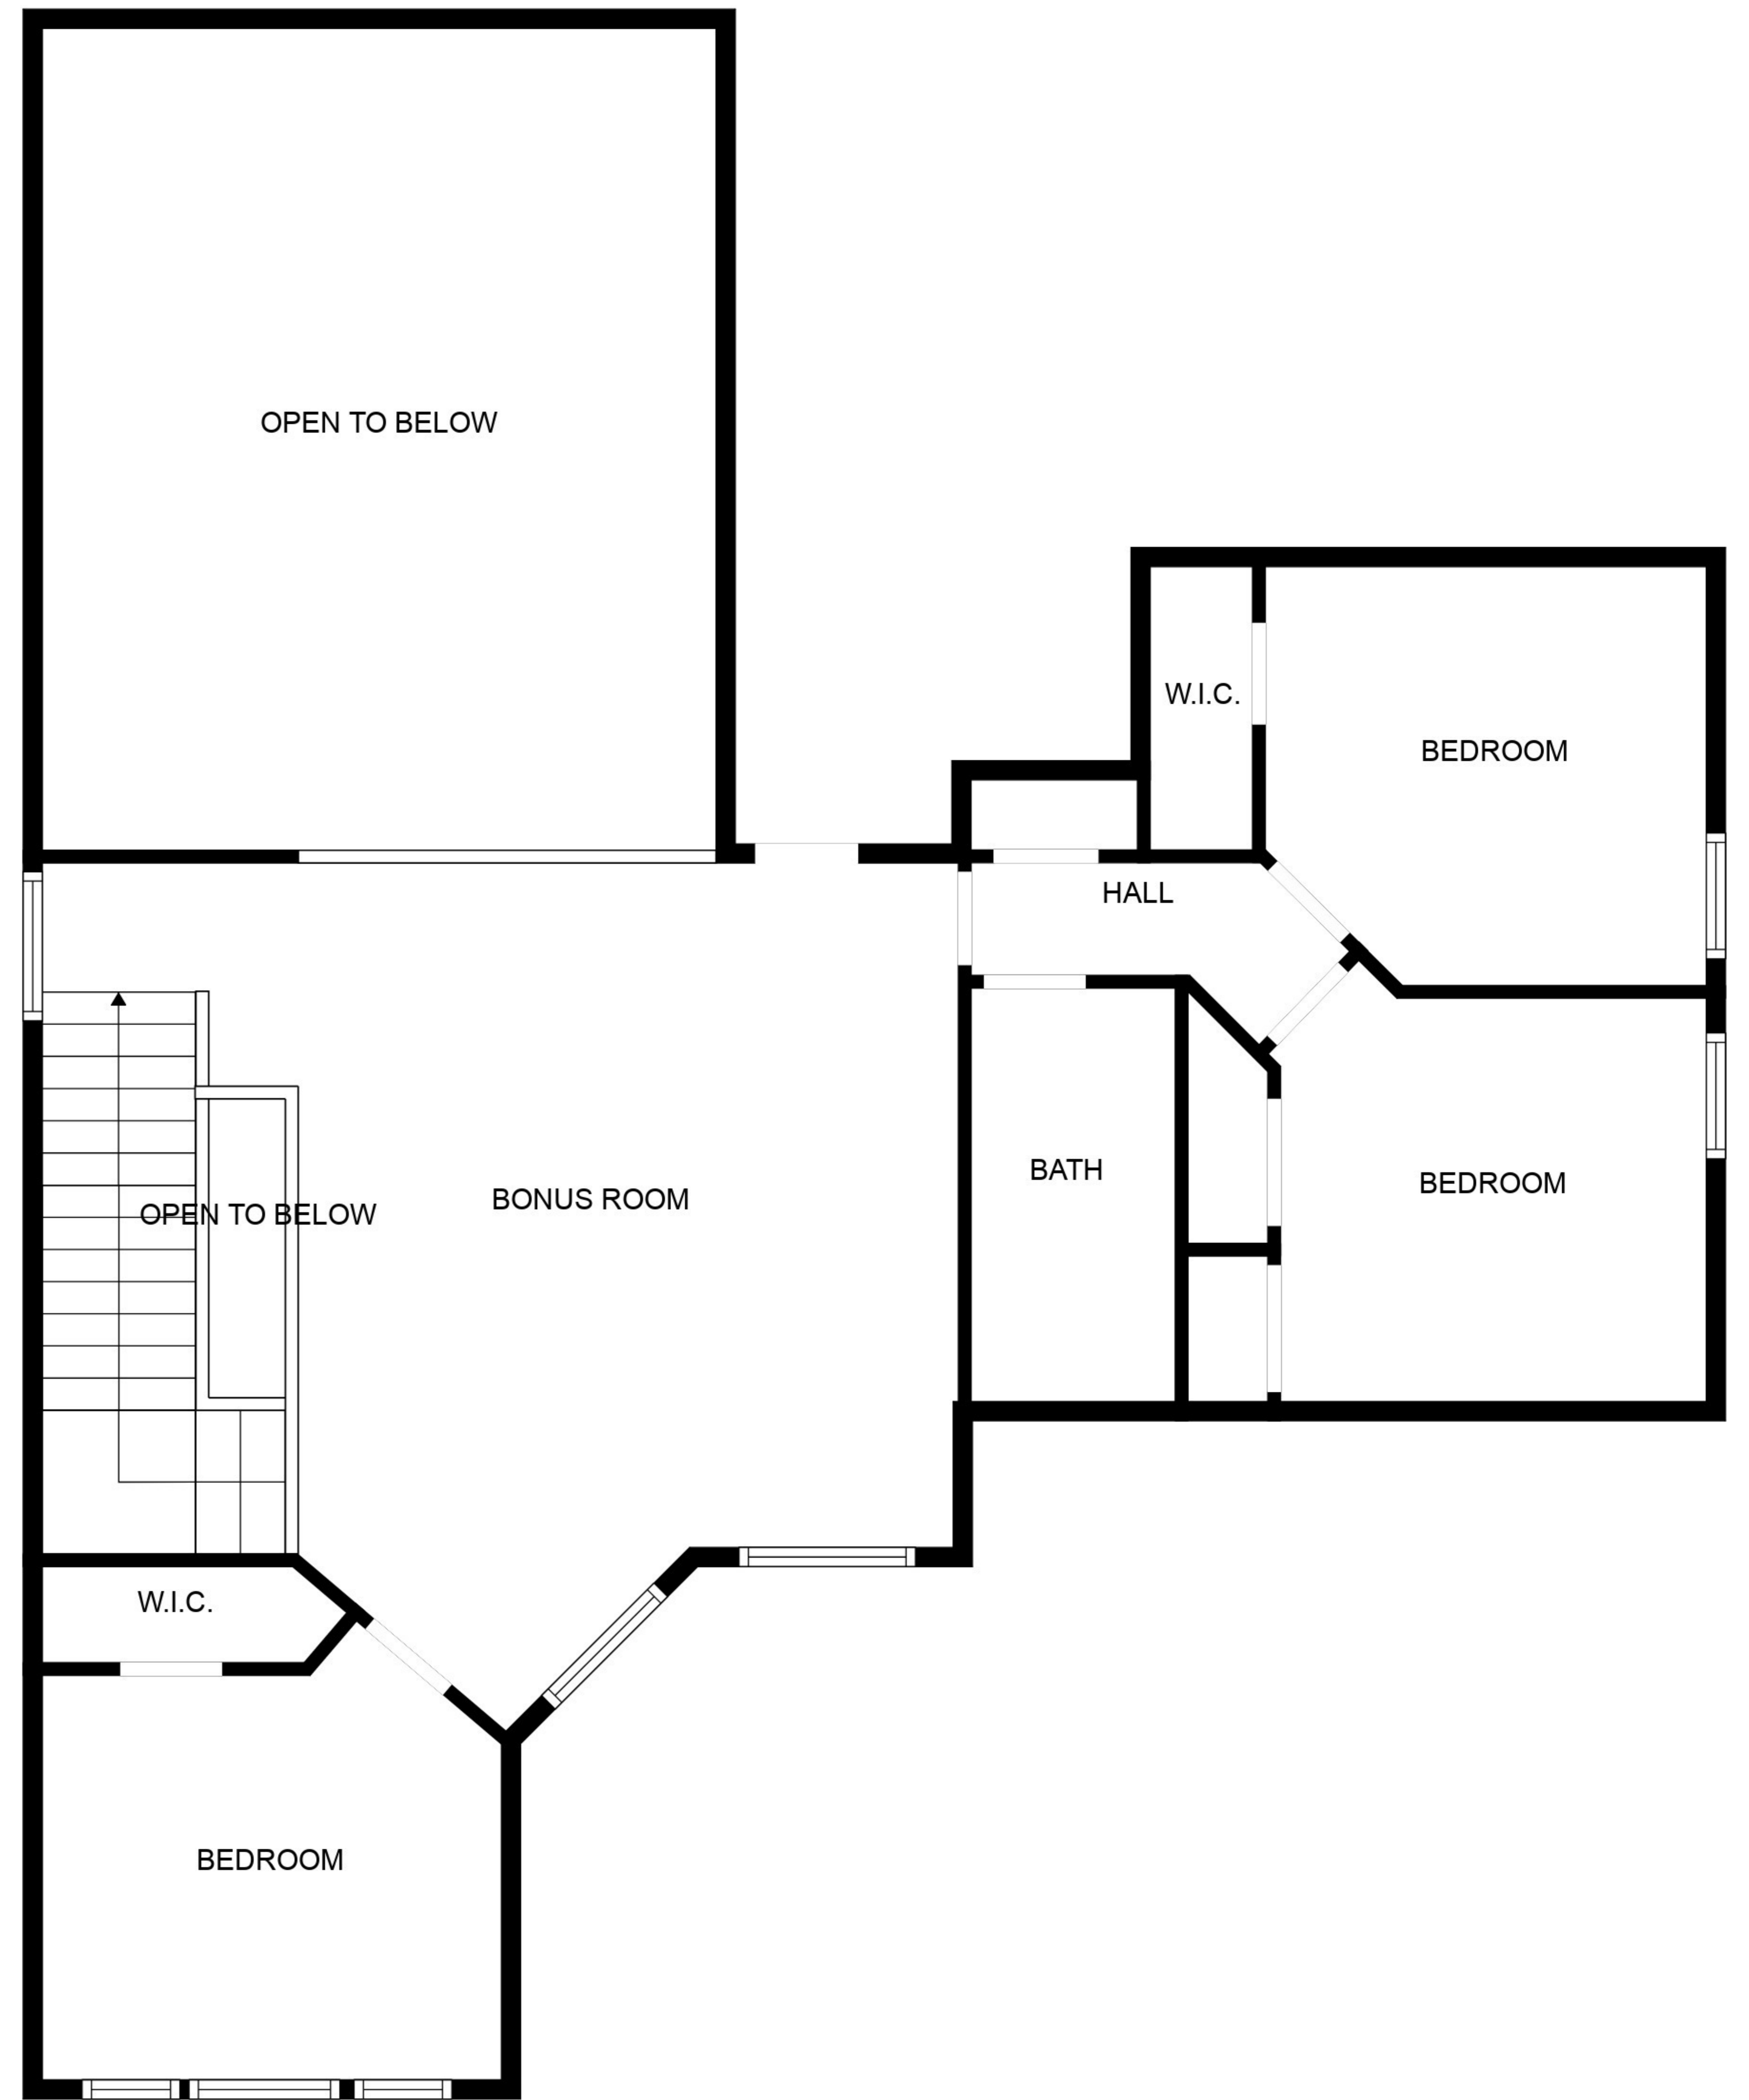 OPEN TO BELOW
W.I.C.
BEDROOM
HALL
BATH
BEDROOM
BONUS ROOM
OPEN TO BELOW
W.I.C.
BEDROOM